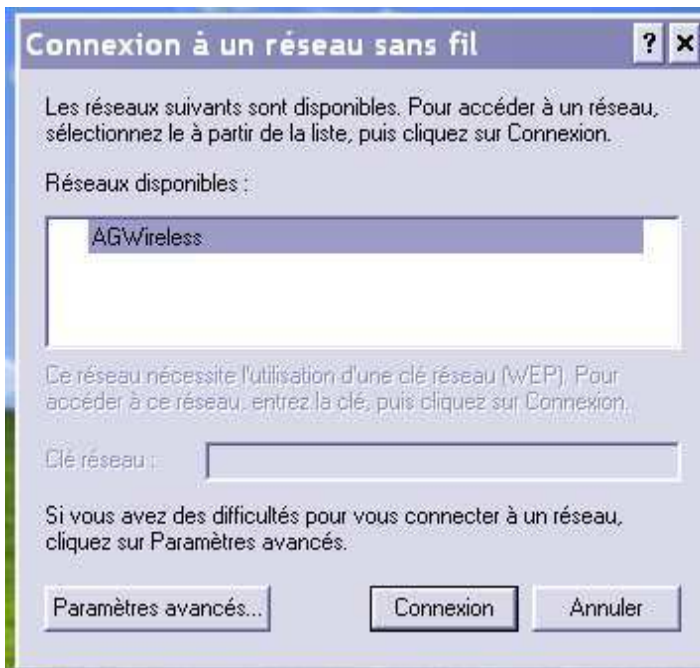 Connexion à un réseau sans fil
Les réseaux suivants sont disponibles. Pour accéder à un réseau,
sélectionnez le à partir de la liste, puis cliquez sur Connexion.
Réseaux disponibles :
AGWireless
Ce réseau nécessite l'utilisation d'une clé réseau (WEP). Pour
accéder à ce réseau, entrez la clé, puis cliquez sur Connexion.
Clé réseau :
Si vous avez des difficultés pour vous connecter à un réseau,
cliquez sur Paramètres avancés.
Paramètres avancés... Connexion Annuler